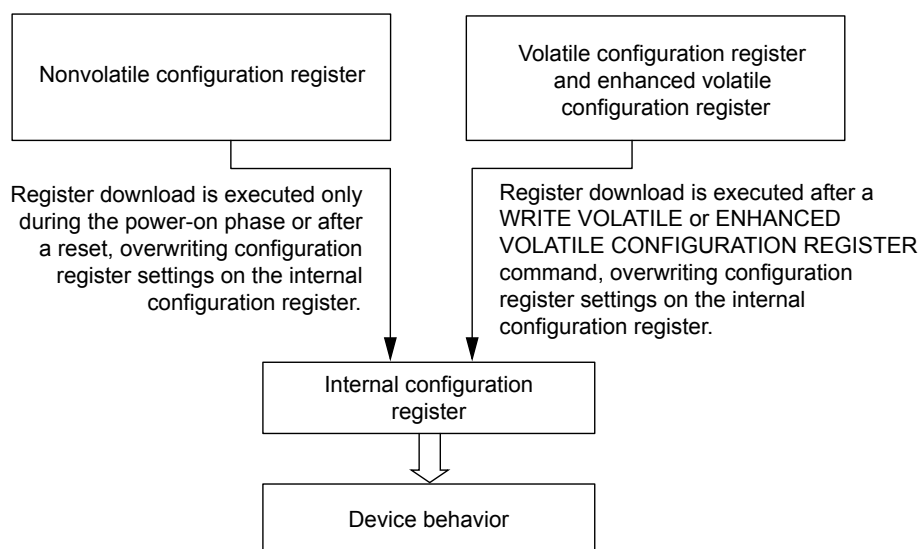 Nonvolatile configuration register
Volatile configuration register
and enhanced volatile
configuration register
Register download is executed only
during the power-on phase or after
a reset, overwriting configuration
register settings on the internal
configuration register.
Register download is executed after a
WRITE VOLATILE or ENHANCED
VOLATILE CONFIGURATION REGISTER
command, overwriting configuration
register settings on the internal
configuration register.
Internal configuration
register
Device behavior